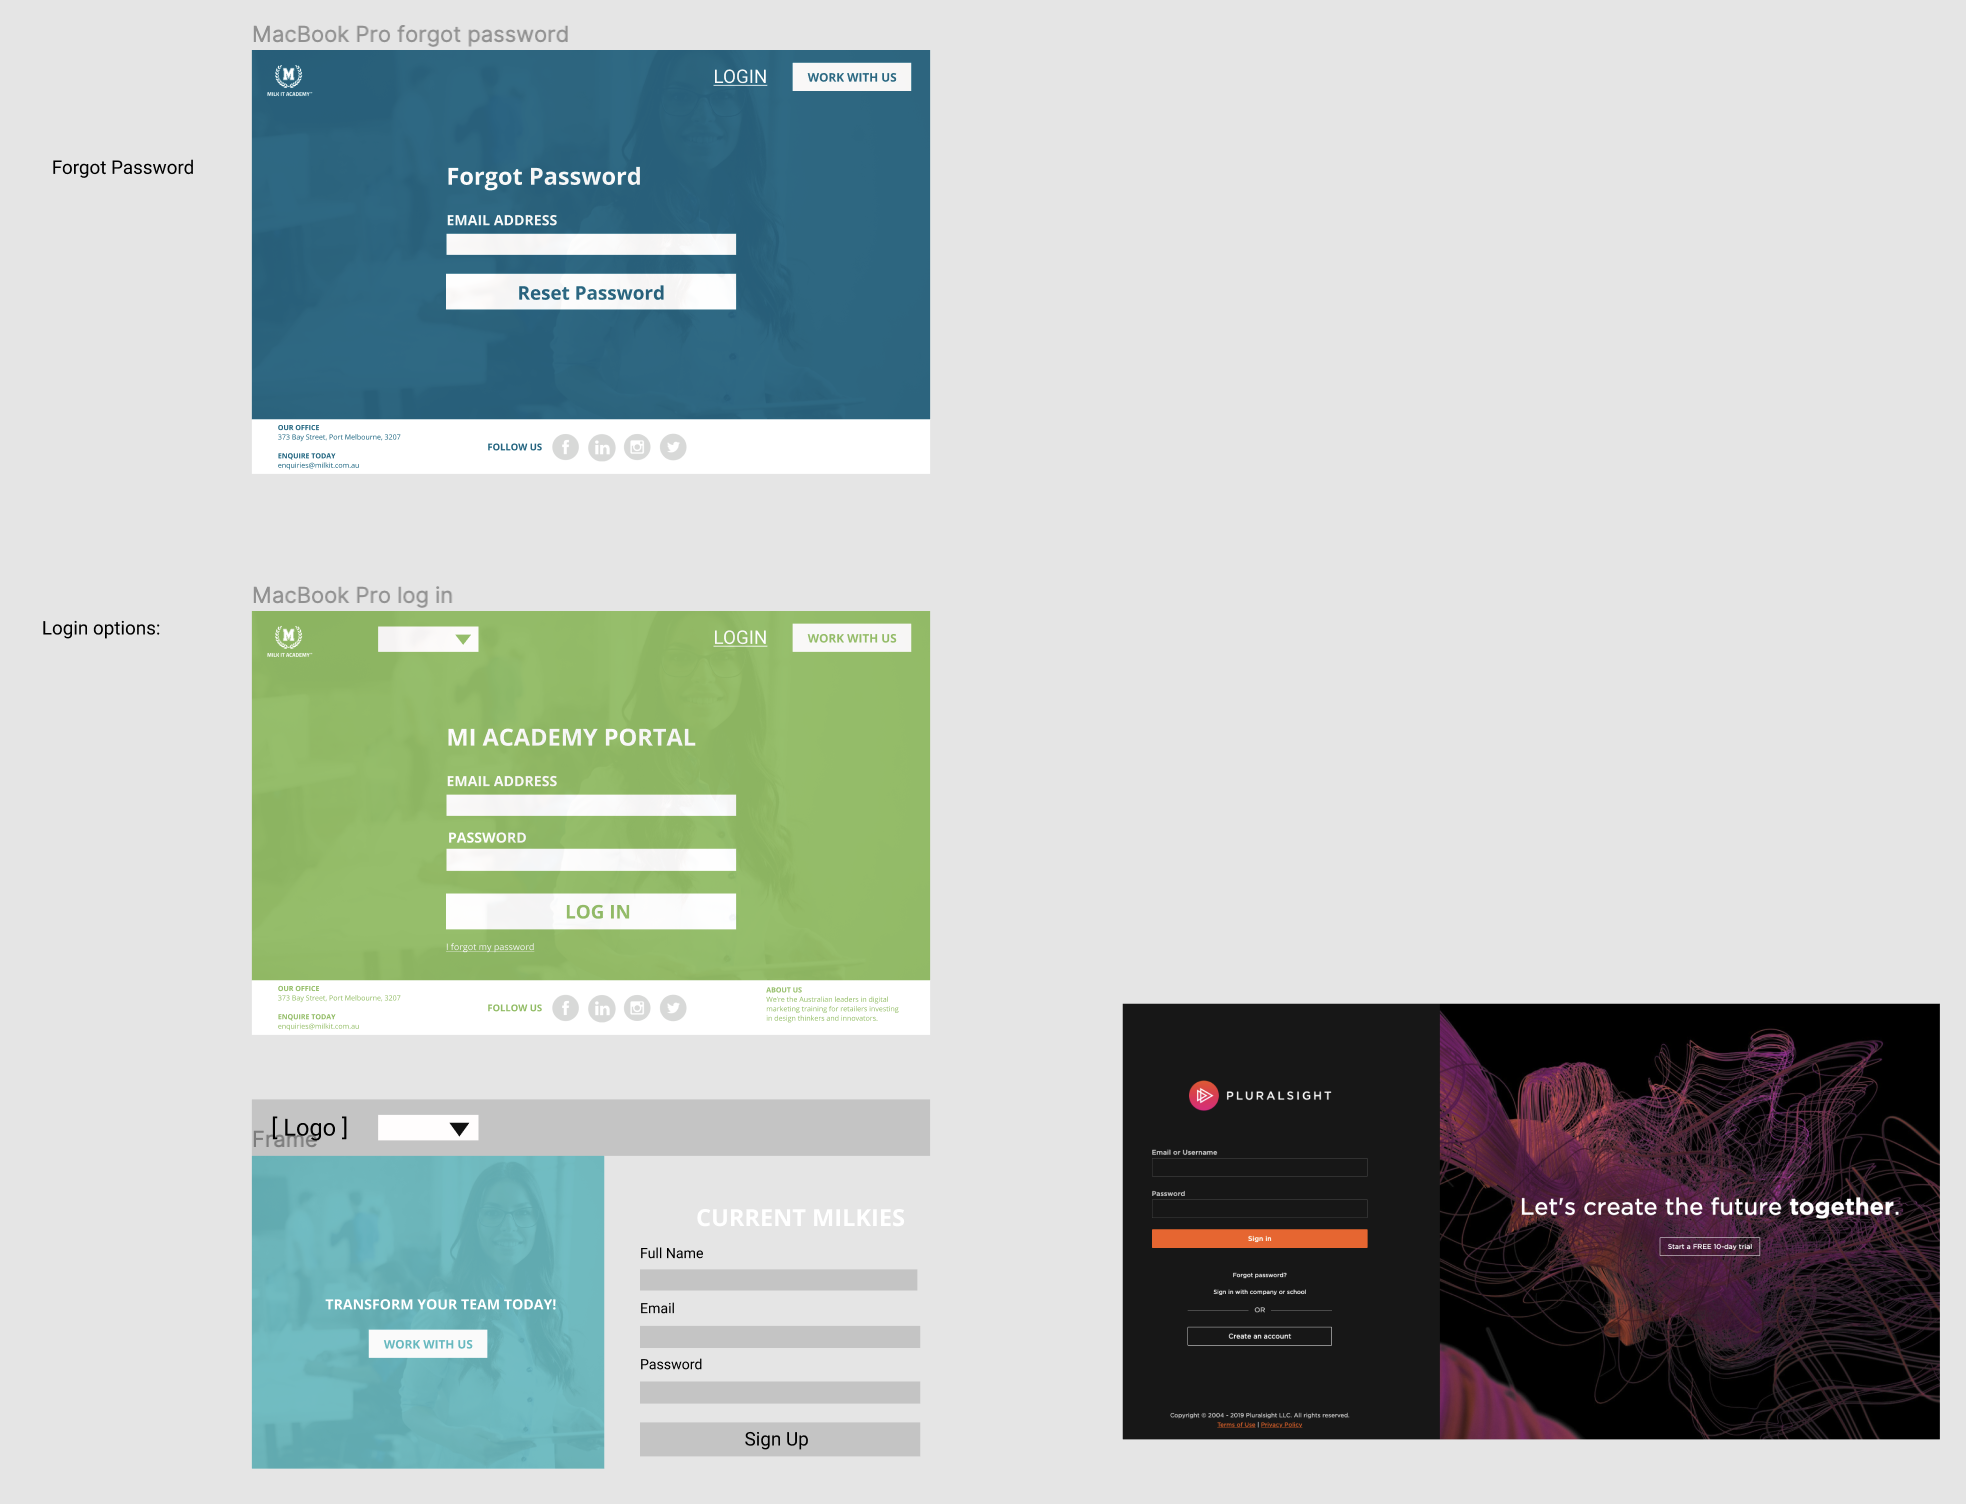 MacBook Pro forgot password
M
MILK IT ACADEMY™
LOGIN
WORK WITH US
Forgot Password
Forgot Password
EMAIL ADDRESS
Reset Password
OUR OFFICE
373 Bay Street, Port Melbourne, 3207
ENQUIRE TODAY
enquiries@milkit.com.au
FOLLOW US
f
in
MacBook Pro log in
Login options:
M
MILK IT ACADEMY™
LOGIN
WORK WITH US
MI ACADEMY PORTAL
EMAIL ADDRESS
PASSWORD
LOG IN
I forgot my password
OUR OFFICE
373 Bay Street, Port Melbourne, 3207
ENQUIRE TODAY
enquiries@milkit.com.au
FOLLOW US
f
in
ABOUT US
We're the Australian leaders in digital
marketing training for retailers investing
in design thinkers and innovators.
[ Logo ]
Frame
TRANSFORM YOUR TEAM TODAY!
WORK WITH US
CURRENT MILKIES
Full Name
Email
Password
Sign Up
PLURALSIGHT
Email or Username
Password
Sign in
Forgot password?
Sign in with company or school
OR
Create an account
Copyright © 2004 - 2019 Pluralsight LLC. All rights reserved.
Terms of Use | Privacy Policy
Let's create the future together.
Start a FREE 10-day trial